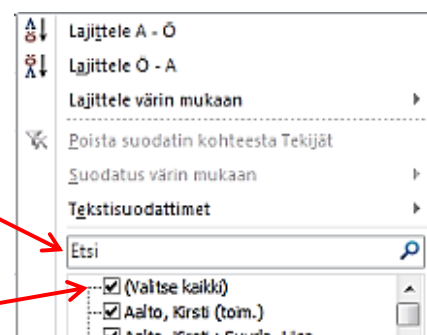 Lajittele A - Ö
Lajittele Ö - A
Lajittele värin mukaan
Poista suodatin kohteesta Tekijät
Suodatus värin mukaan
Tekstisuodattimet
Etsi
(Valitse kaikki)
Aalto, Kirsti (toim.)